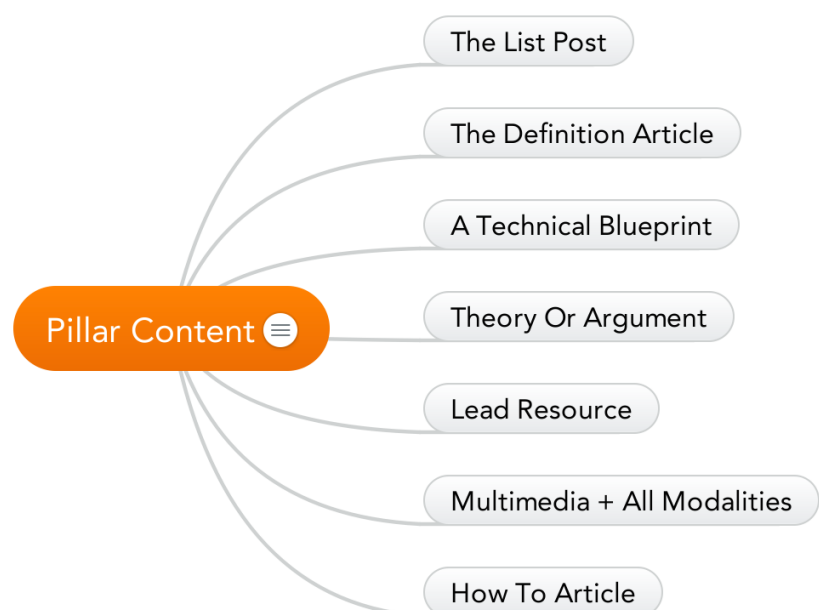 The List Post
The Definition Article
A Technical Blueprint
Pillar Content
Theory Or Argument
Lead Resource
Multimedia + All Modalities
How To Article